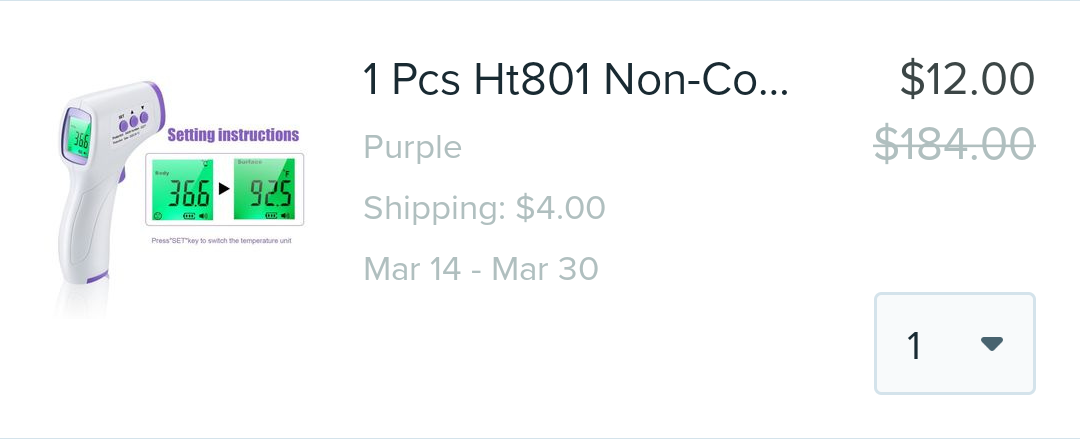 1 Pcs Ht801 Non-Co...
$12.00
Purple
$184.00
Shipping: $4.00
Mar 14 - Mar 30
1
SET
36.6
Setting instructions
Body
℃
36.6
Surface
℉
92.5
Press"SET"key to switch the temperature unit